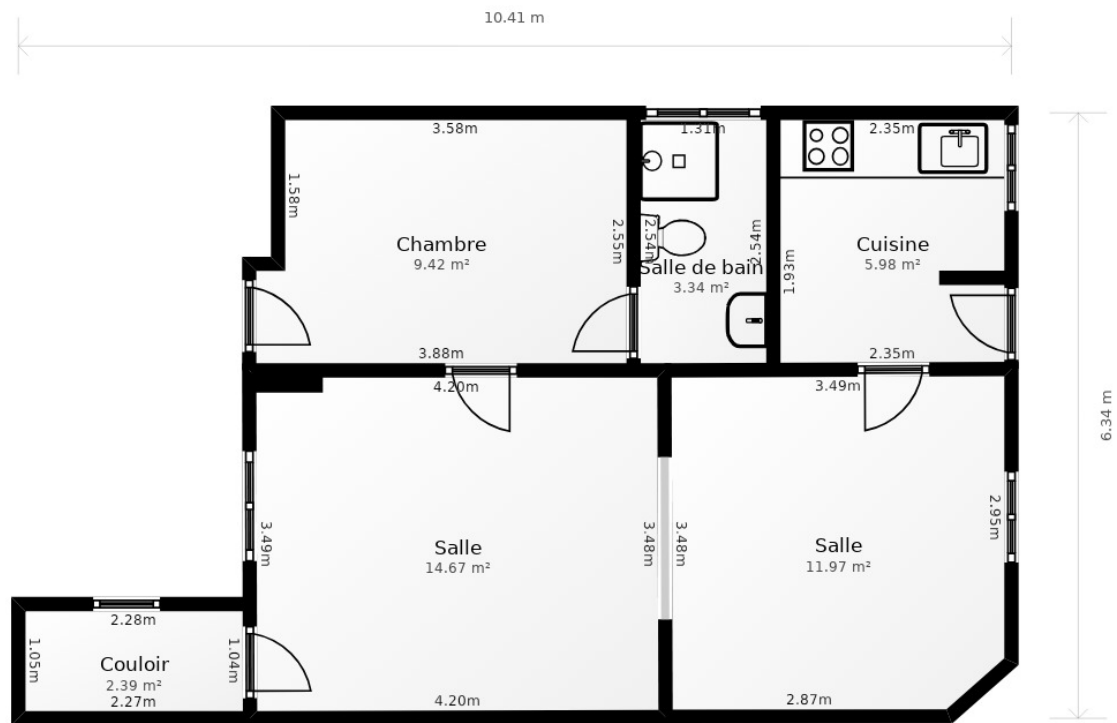 10.41 m
3.58m
1.31m
2.35m
1.58m
2.55m
2.54m
2.54m
1.93m
Chambre
9.42 m²
Salle de bain
3.34 m²
Cuisine
5.98 m²
3.88m
2.35m
4.20m
3.49m
6.34 m
3.49m
3.48m
3.48m
2.95m
Salle
14.67 m²
Salle
11.97 m²
2.28m
1.05m
1.04m
Couloir
2.39 m²
2.27m
4.20m
2.87m